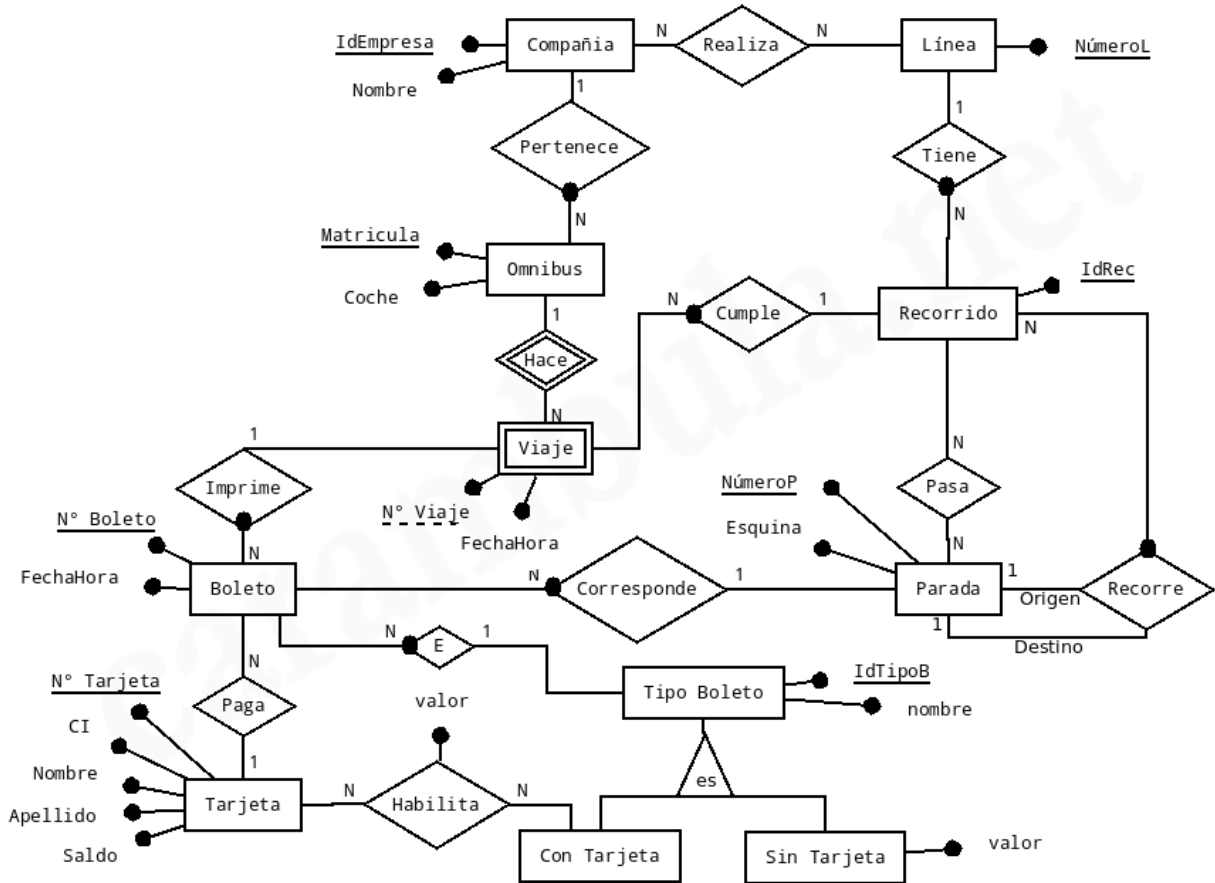 IdEmpresa
Compañia
N
Realiza
N
Línea
NúmeroL
Nombre
1
1
Pertenece
Tiene
N
N
Matricula
Omnibus
IdRec
Coche
N
Cumple
1
Recorrido
N
1
Hace
N
1
Viaje
N
Imprime
NúmeroP
Pasa
N° Viaje
N° Boleto
Esquina
FechaHora
N
N
FechaHora
Boleto
N
Corresponde
1
Parada
1
Origen
Recorre
1
Destino
N
E
1
N
IdTipoB
N° Tarjeta
Tipo Boleto
Paga
valor
nombre
CI
1
Nombre
es
Tarjeta
N
Habilita
N
Apellido
Saldo
Con Tarjeta
Sin Tarjeta
valor
carambula.net